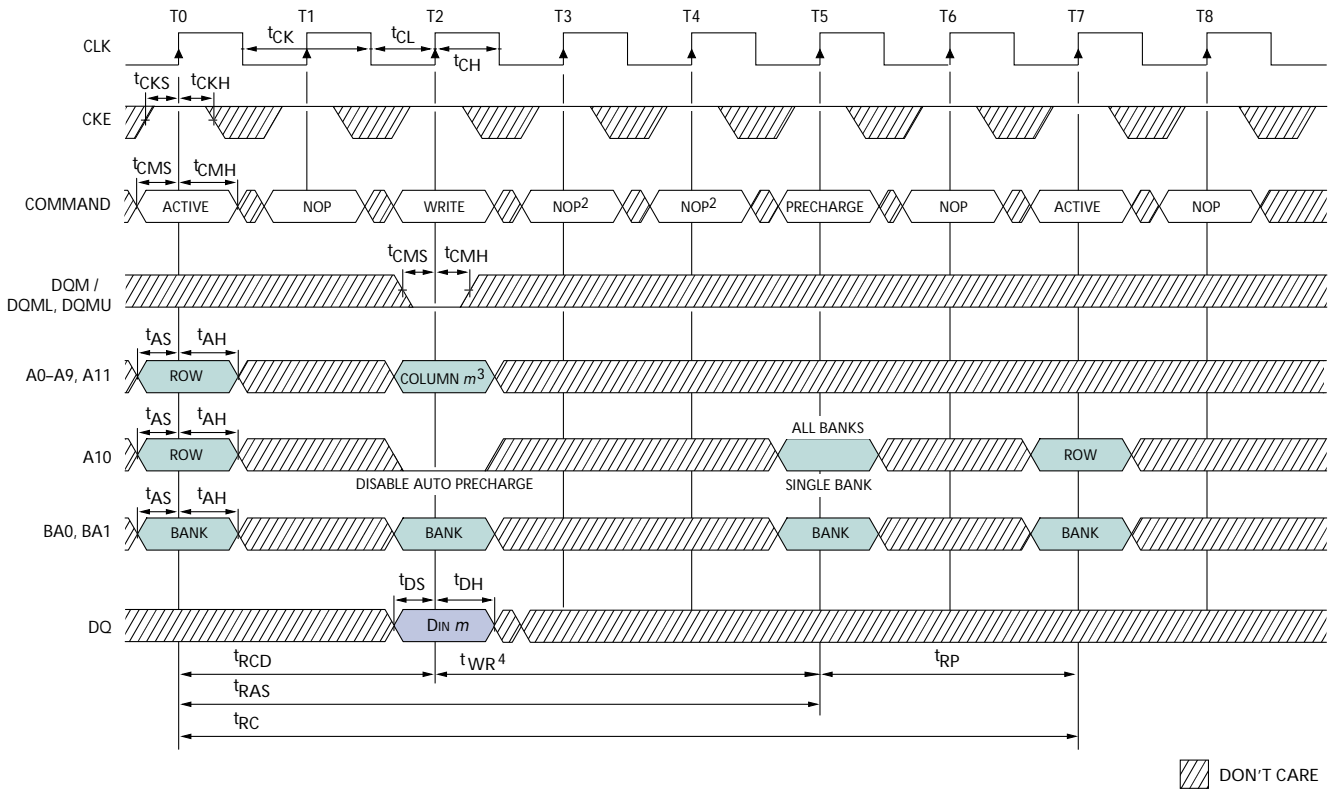 T0 T1 T2 T3 T4 T5 T6 T7 T8
CLK
tCK tCL
tCH
tCKS tCKH
CKE
tCMS tCMH
COMMAND ACTIVE NOP WRITE NOP2 NOP2 PRECHARGE NOP ACTIVE NOP
tCMS tCMH
DQM /
DQML, DQMU
tAS tAH
A0–A9, A11 ROW COLUMN m3
tAS tAH ALL BANKS
A10 ROW ROW
DISABLE AUTO PRECHARGE SINGLE BANK
tAS tAH
BA0, BA1 BANK BANK BANK BANK
tDS tDH
DQ DIN m
tRCD tWR4 tRP
tRAS
tRC
DON'T CARE